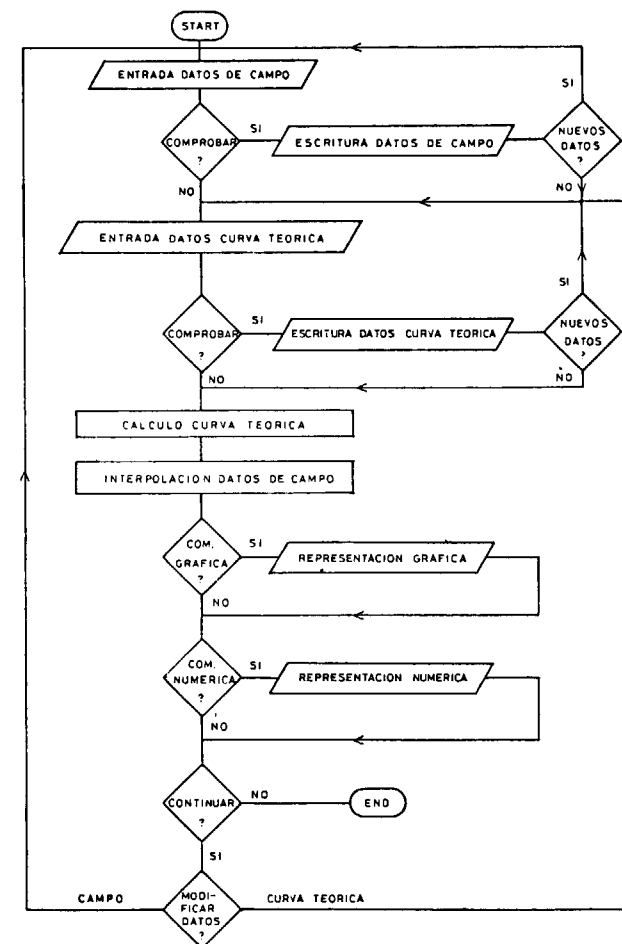 START
ENTRADA DATOS DE CAMPO
SI
COMPROBAR
?
SI
ESCRITURA DATOS DE CAMPO
NUEVOS
DATOS
?
NO
NO
ENTRADA DATOS CURVA TEORICA
SI
COMPROBAR
?
SI
ESCRITURA DATOS CURVA TEORICA
NUEVOS
DATOS
?
NO
NO
CALCULO CURVA TEORICA
INTERPOLACION DATOS DE CAMPO
COM.
GRAFICA
?
SI
REPRESENTACION GRAFICA
NO
COM.
NUMERICA
?
SI
REPRESENTACION NUMERICA
NO
CONTINUAR
?
NO
END
SI
CAMPO
MODI-
FICAR
DATOS
?
CURVA TEORICA